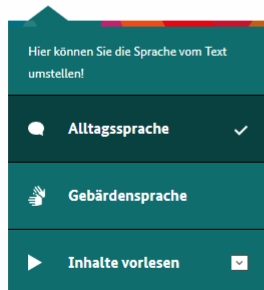 Hier können Sie die Sprache vom Text
umstellen!
Alltagssprache
Gebärdensprache
Inhalte vorlesen